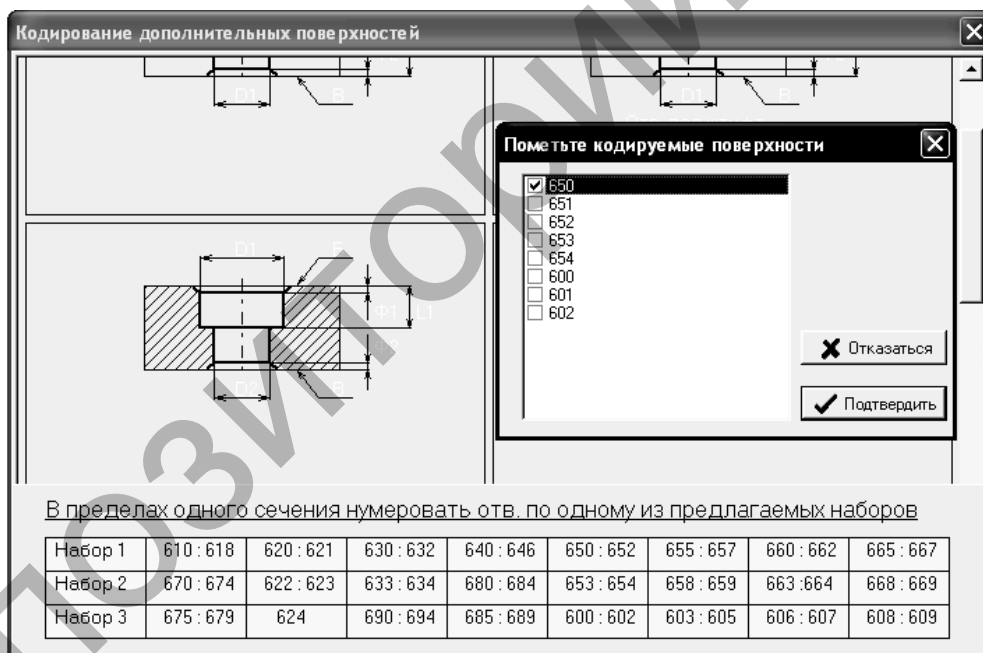 Кодирование дополнительных поверхностей
D1
В
D1
В
Пометьте кодируемые поверхности
650
651
652
653
654
600
601
602
Отказаться
Подтвердить
D1
Б
Ф1
L1
Ф2
D2
В
В пределах одного сечения нумеровать отв. по одному из предлагаемых наборов
Набор 1 610 : 618 620 : 621 630 : 632 640 : 646 650 : 652 655 : 657 660 : 662 665 : 667
Набор 2 670 : 674 622 : 623 633 : 634 680 : 684 653 : 654 658 : 659 663 :664 668 : 669
Набор 3 675 : 679 624 690 : 694 685 : 689 600 : 602 603 : 605 606 : 607 608 : 609